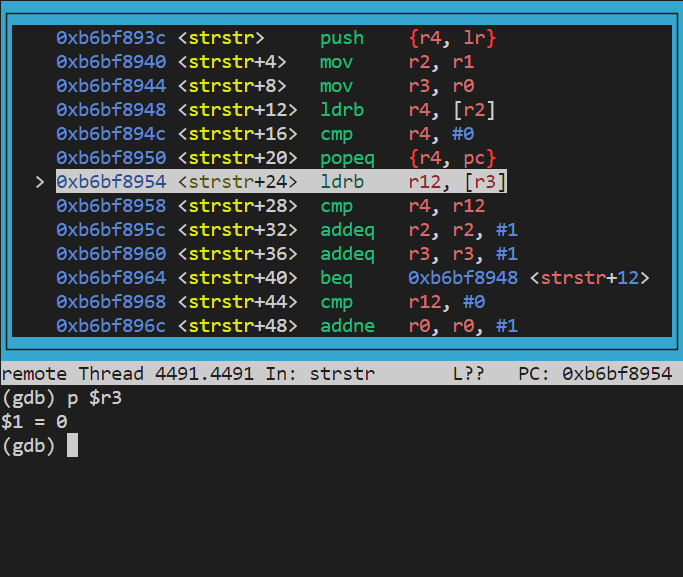 0xb6bf893c <strstr> push {r4, lr}
0xb6bf8940 <strstr+4> mov r2, r1
0xb6bf8944 <strstr+8> mov r3, r0
0xb6bf8948 <strstr+12> ldrb r4, [r2]
0xb6bf894c <strstr+16> cmp r4, #0
0xb6bf8950 <strstr+20> popeq {r4, pc}
> 0xb6bf8954 <strstr+24> ldrb r12, [r3]
0xb6bf8958 <strstr+28> cmp r4, r12
0xb6bf895c <strstr+32> addeq r2, r2, #1
0xb6bf8960 <strstr+36> addeq r3, r3, #1
0xb6bf8964 <strstr+40> beq 0xb6bf8948 <strstr+12>
0xb6bf8968 <strstr+44> cmp r12, #0
0xb6bf896c <strstr+48> addne r0, r0, #1
remote Thread 4491.4491 In: strstr L?? PC: 0xb6bf8954
(gdb) p $r3
$1 = 0
(gdb)